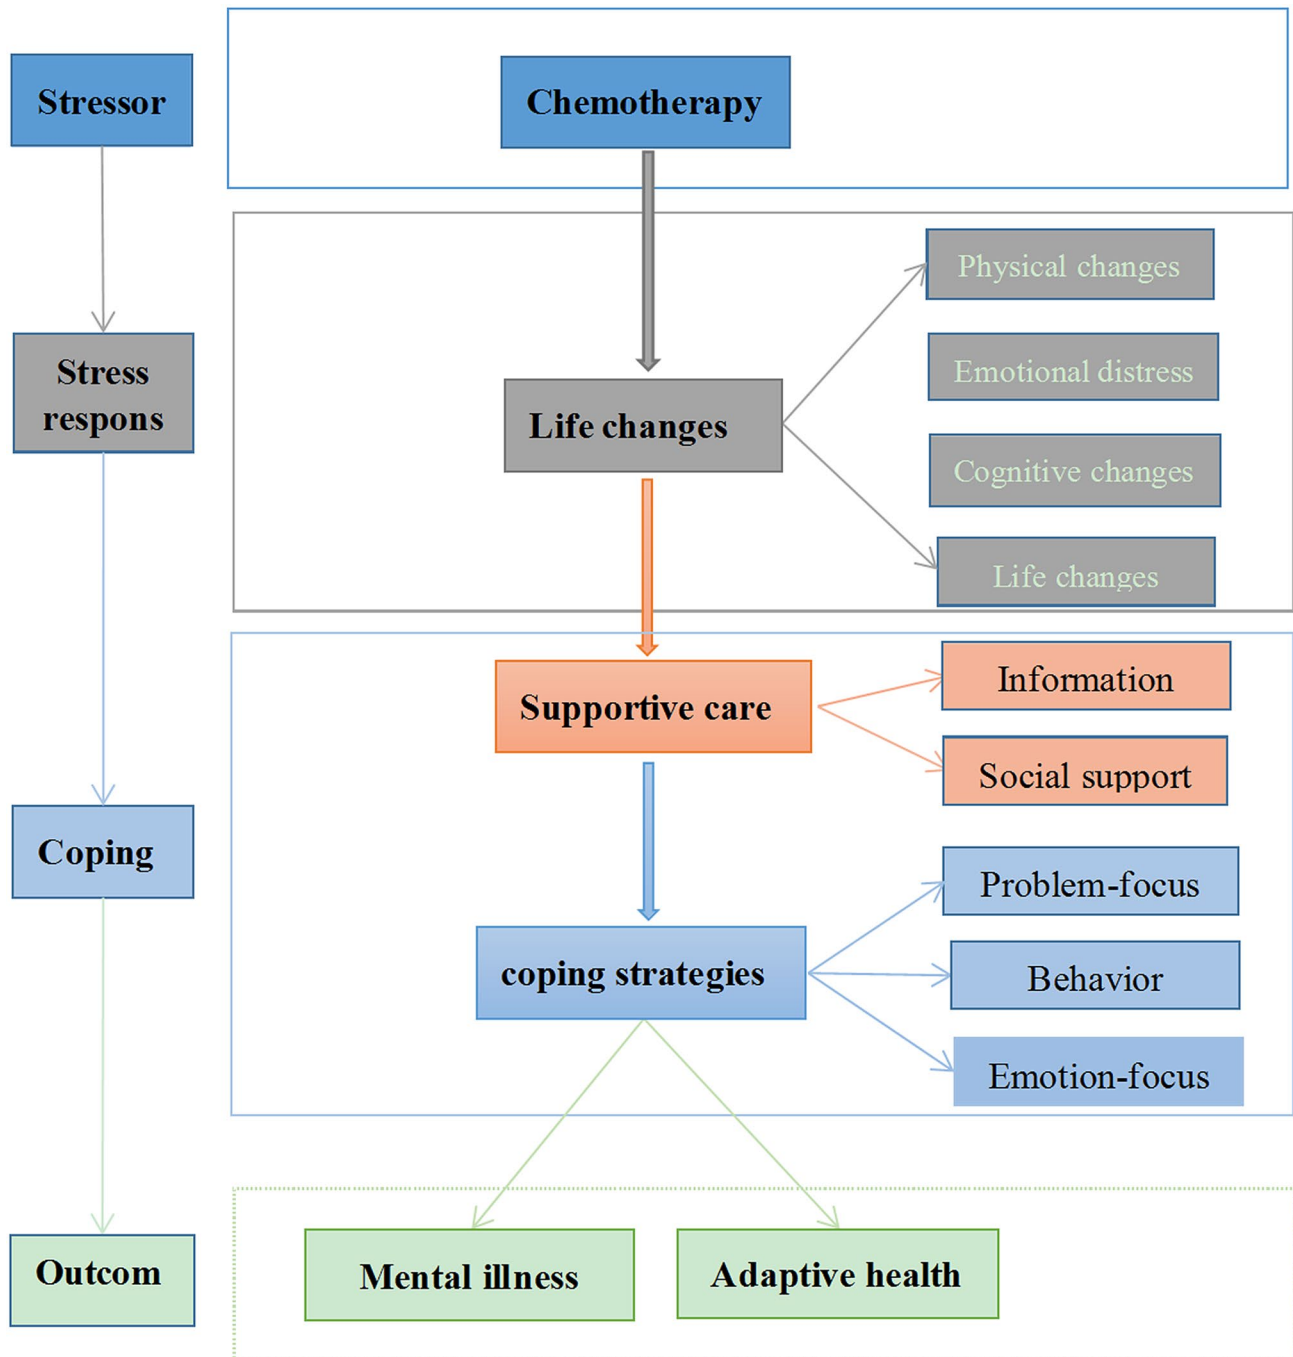 Stressor
Chemotherapy
Physical changes
Stress
respons
Emotional distress
Life changes
Cognitive changes
Life changes
Supportive care
Information
Social support
Coping
Problem-focus
coping strategies
Behavior
Emotion-focus
Outcom
Mental illness
Adaptive health